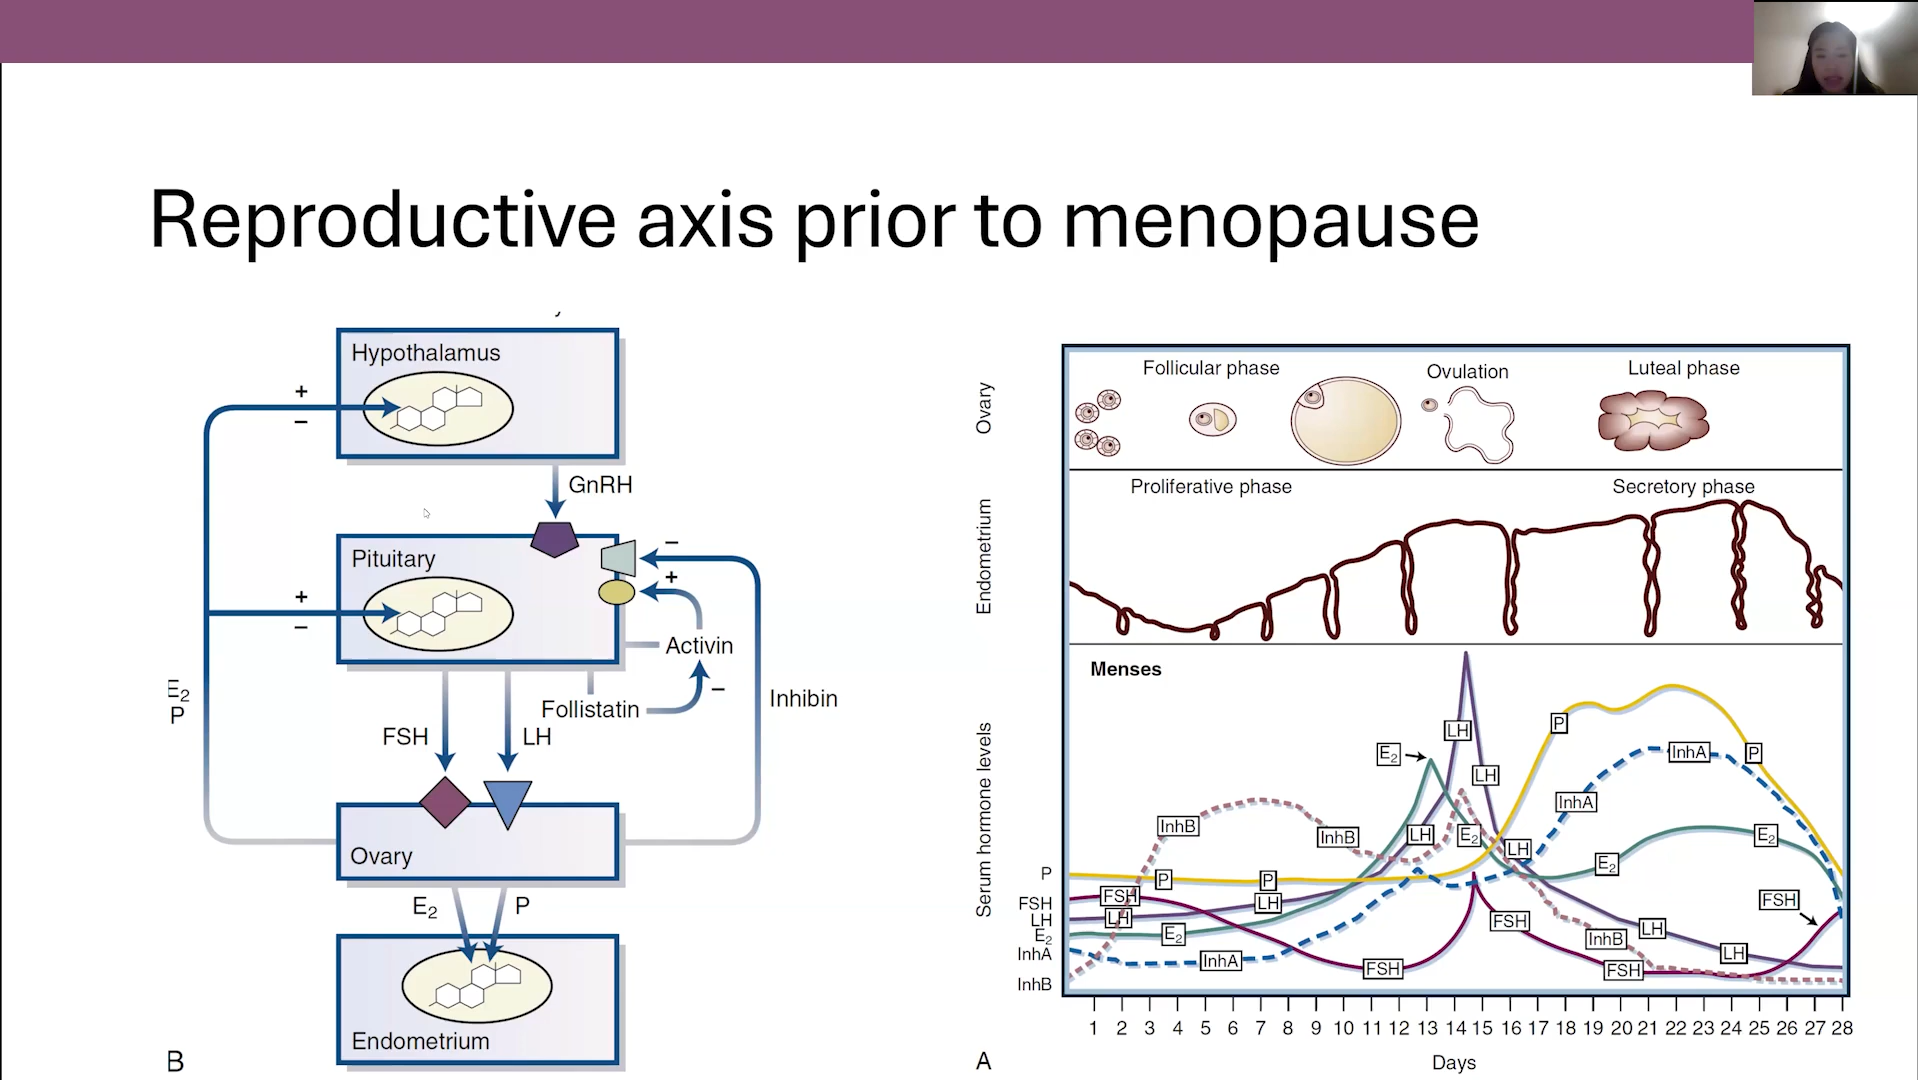 Reproductive axis prior to menopause
Hypothalamus
+
−
GnRH
Pituitary
−
+
+
−
Activin
−
E2
P
Follistatin
Inhibin
FSH
LH
Ovary
E2
P
Endometrium
B
Ovary
Follicular phase
Ovulation
Luteal phase
Endometrium
Proliferative phase
Secretory phase
Menses
Serum hormone levels
P
FSH
LH
E2
InhA
InhB
LH
P
E2
InhA
P
LH
InhA
InhB
InhB
LH
E2
E2
LH
E2
P
P
FSH
LH
FSH
LH
FSH
E2
InhB
LH
LH
InhA
FSH
FSH
1 2 3 4 5 6 7 8 9 10 11 12 13 14 15 16 17 18 19 20 21 22 23 24 25 26 27 28
Days
A